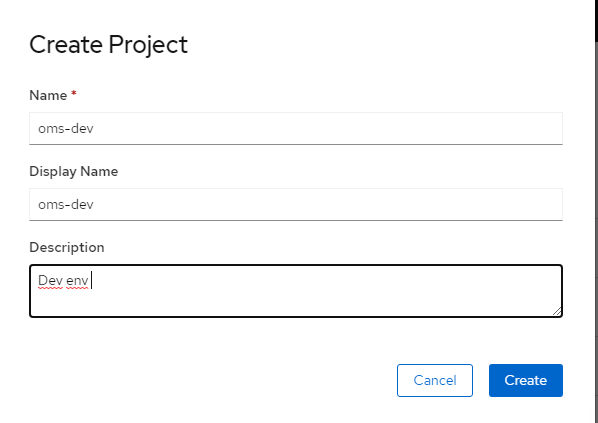 Create Project
Name *
oms-dev
Display Name
oms-dev
Description
Dev env
Cancel Create